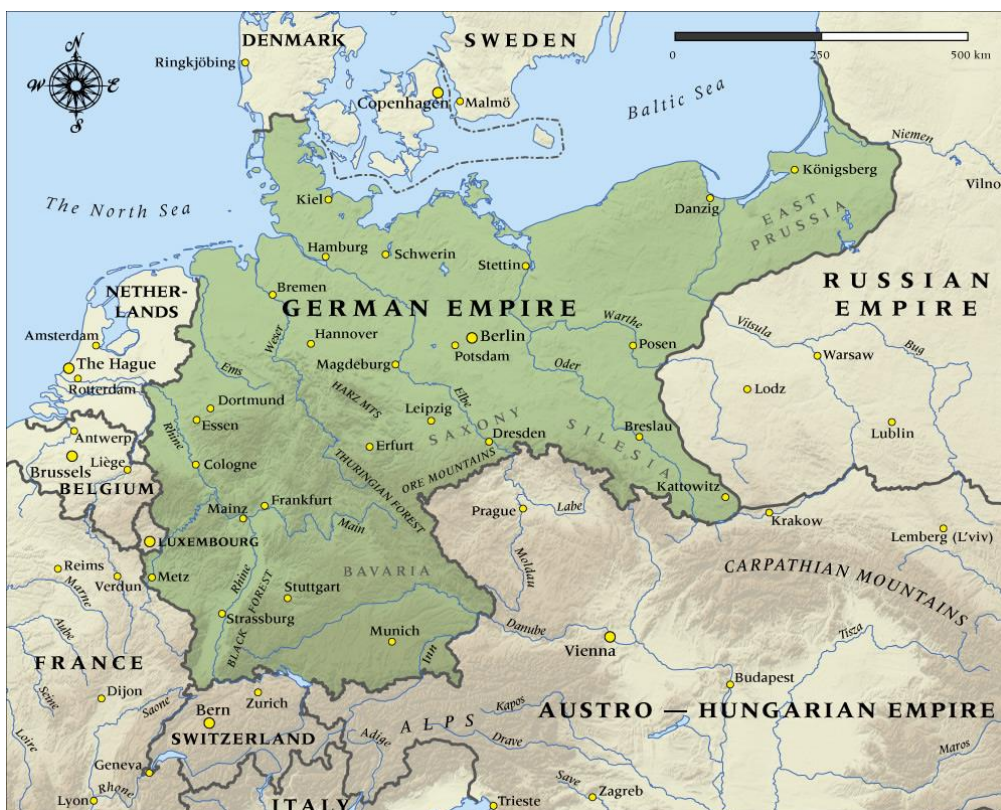 DENMARK
SWEDEN
0
250
500 km
N
W
E
S
Ringkjöbing
Copenhagen
Malmö
Baltic Sea
Niemen
Vilno
Königsberg
The North Sea
Kiel
Danzig
EAST
PRUSSIA
Hamburg
Schwerin
Stettin
NETHER-
LANDS
Bremen
GERMAN EMPIRE
RUSSIAN
EMPIRE
Amsterdam
Weser
Hannover
Berlin
Potsdam
Warthe
Posen
Vitsula
Bug
Warsaw
The Hague
Rotterdam
Ems
Magdeburg
Oder
HARZ MTS
Elbe
Lodz
Dortmund
Essen
Leipzig
SAXONY
SILESIA
Antwerp
Rhine
Erfurt
Dresden
Breslau
Lublin
Brussels
Liège
BELGIUM
Cologne
THURINGIAN FOREST
ORE MOUNTAINS
Kattowitz
Frankfurt
Mainz
Main
Prague
Labe
Krakow
Lemberg (L'viv)
LUXEMBOURG
Moldau
Reims
Verdun
Marne
Metz
Rhine
BAVARIA
CARPATHIAN MOUNTAINS
Stuttgart
BLACK FOREST
Aube
Strassburg
Danube
Tisza
Munich
Inn
Vienna
FRANCE
Budapest
Dijon
Seine
Saone
Zurich
Bern
Kapos
ALPS
AUSTRO — HUNGARIAN EMPIRE
SWITZERLAND
Loire
Adige
Drave
Maros
Geneva
Rhone
Lyon
ITALY
Save
Trieste
Zagreb